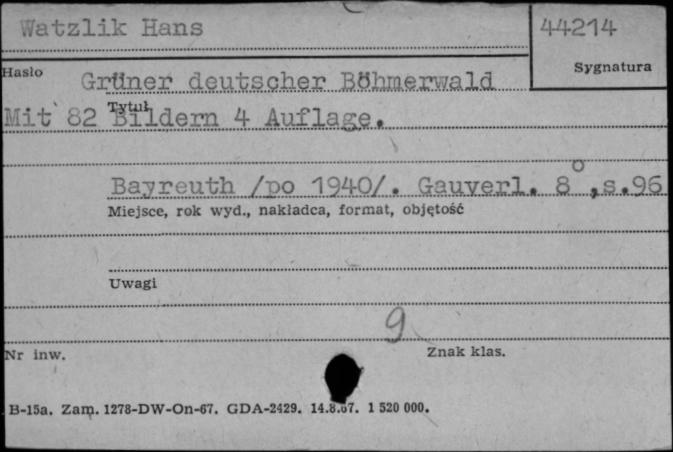 Watzlik Hans
44214
Hasło
Sygnatura
Grüner deutscher Böhmerwald
Tytuł
Mit 82 Bildern 4 Auflage.
Bayreuth /po 1940/. Gauverl. 8°,s.96
Miejsce, rok wyd., nakładca, format, objętość
Uwagi
9
Nr inw.
Znak klas.
B-15a. Zam. 1278-DW-On-67. GDA-2429. 14.8.67. 1 520 000.